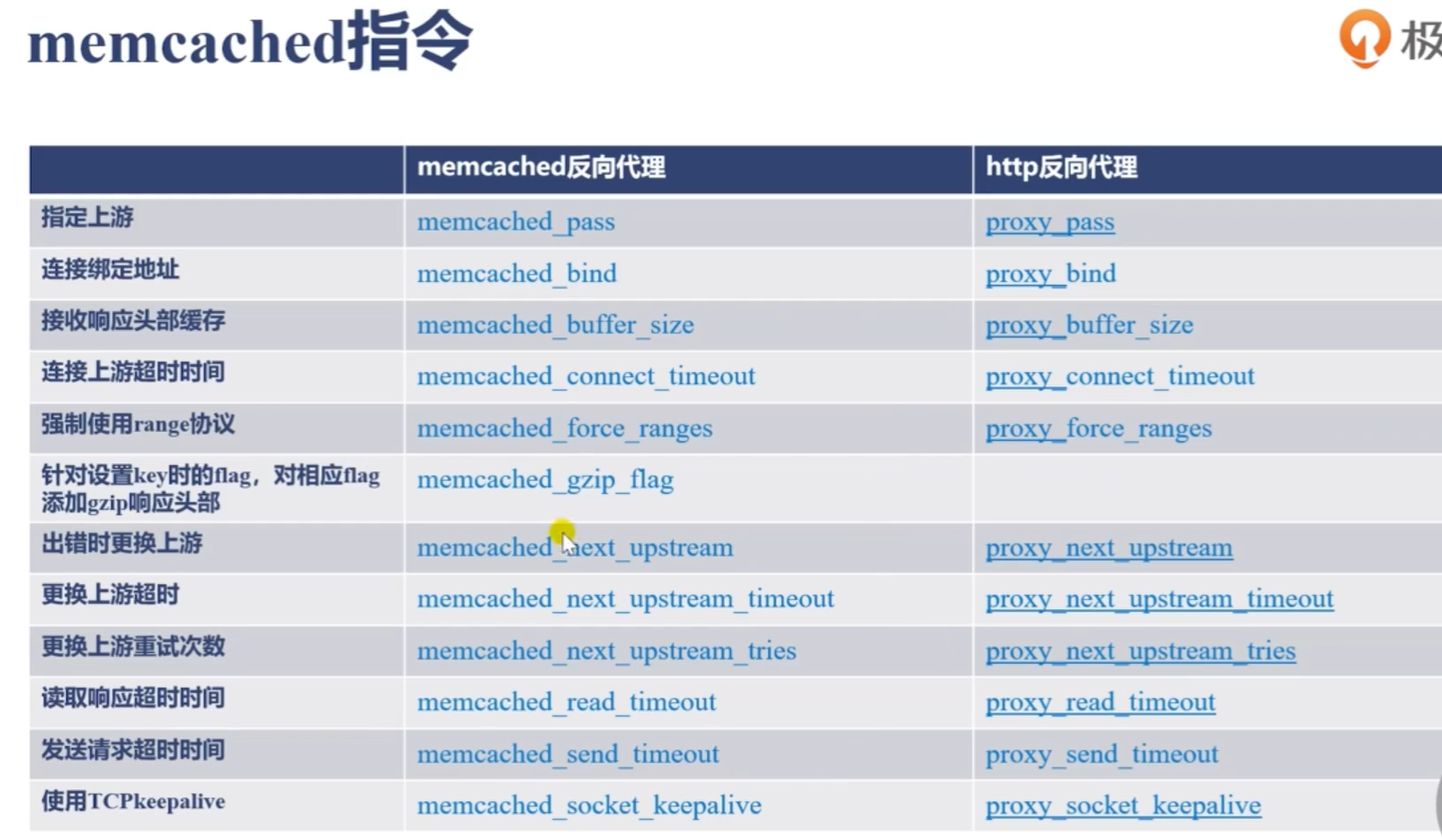 memcached指令
极
memcached反向代理 http反向代理
指定上游 memcached_pass proxy_pass
连接绑定地址 memcached_bind proxy_bind
接收响应头部缓存 memcached_buffer_size proxy_buffer_size
连接上游超时时间 memcached_connect_timeout proxy_connect_timeout
强制使用range协议 memcached_force_ranges proxy_force_ranges
针对设置key时的flag，对相应flag memcached_gzip_flag
添加gzip响应头部
出错时更换上游 memcached_next_upstream proxy_next_upstream
更换上游超时 memcached_next_upstream_timeout proxy_next_upstream_timeout
更换上游重试次数 memcached_next_upstream_tries proxy_next_upstream_tries
读取响应超时时间 memcached_read_timeout proxy_read_timeout
发送请求超时时间 memcached_send_timeout proxy_send_timeout
使用TCPkeepalive memcached_socket_keepalive proxy_socket_keepalive